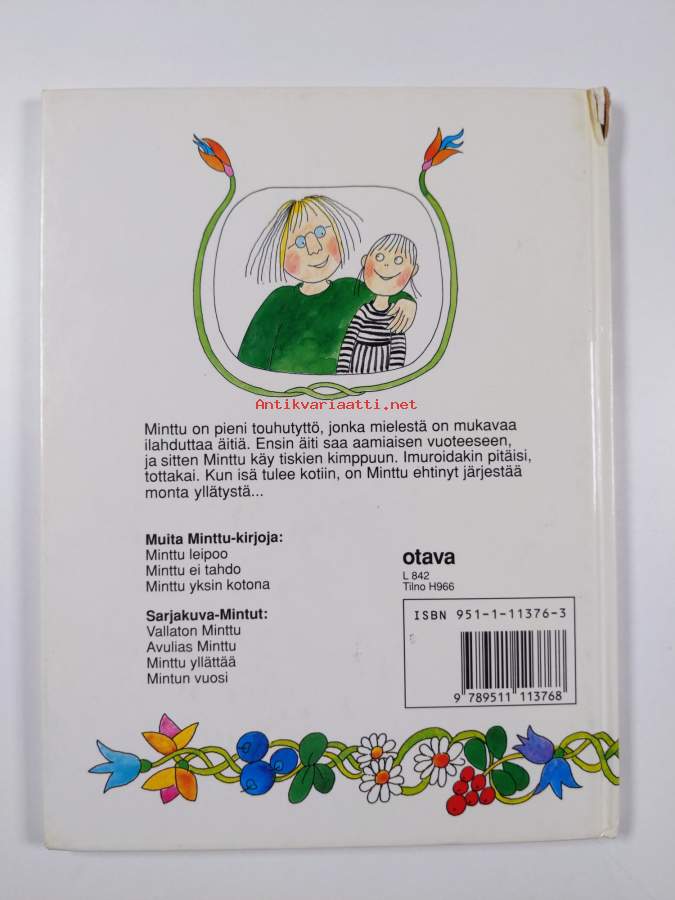 Antikvariaatti.net
Minttu on pieni touhutyttö, jonka mielestä on mukavaa
ilahduttaa äitiä. Ensin äiti saa aamiaisen vuoteeseen,
ja sitten Minttu käy tiskien kimppuun. Imuroidakin pitäisi,
tottakai. Kun isä tulee kotiin, on Minttu ehtinyt järjestää
monta yllätystä...
Muita Minttu-kirjoja:
Minttu leipoo
Minttu ei tahdo
Minttu yksin kotona
Sarjakuva-Mintut:
Vallaton Minttu
Avulias Minttu
Minttu yllättää
Mintun vuosi
otava
L 842
Tilno H966
ISBN 951-1-11376-3
9 789511 113768